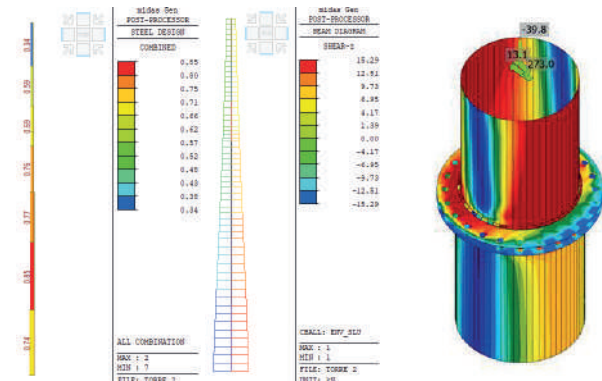 0.34
0.59
0.69
0.76
0.77
0.85
0.74
midas Gen
POST-PROCESSOR
STEEL DESIGN
COMBINED
0.85
0.80
0.75
0.71
0.66
0.62
0.57
0.52
0.48
0.43
0.38
0.34
ALL COMBINATION
MAX : 2
MIN : 7
FILE: TORRE 2
midas Gen
POST-PROCESSOR
BEAM DIAGRAM
SHEAR-z
15.29
12.51
9.73
6.95
4.17
1.39
0.00
-4.17
-6.95
-9.73
-12.51
-15.29
CBALL: ENV_SLU
MAX : 1
MIN : 1
FILE: TORRE 2
UNIT: kN
-39.8
13.1
273.0